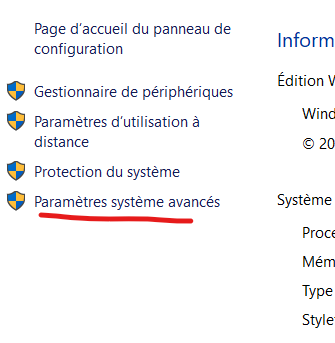 Page d’accueil du panneau de
configuration
Gestionnaire de périphériques
Paramètres d’utilisation à
distance
Protection du système
Paramètres système avancés
Inform
Édition W
Wind
© 20
Système
Proce
Mém
Type
Style